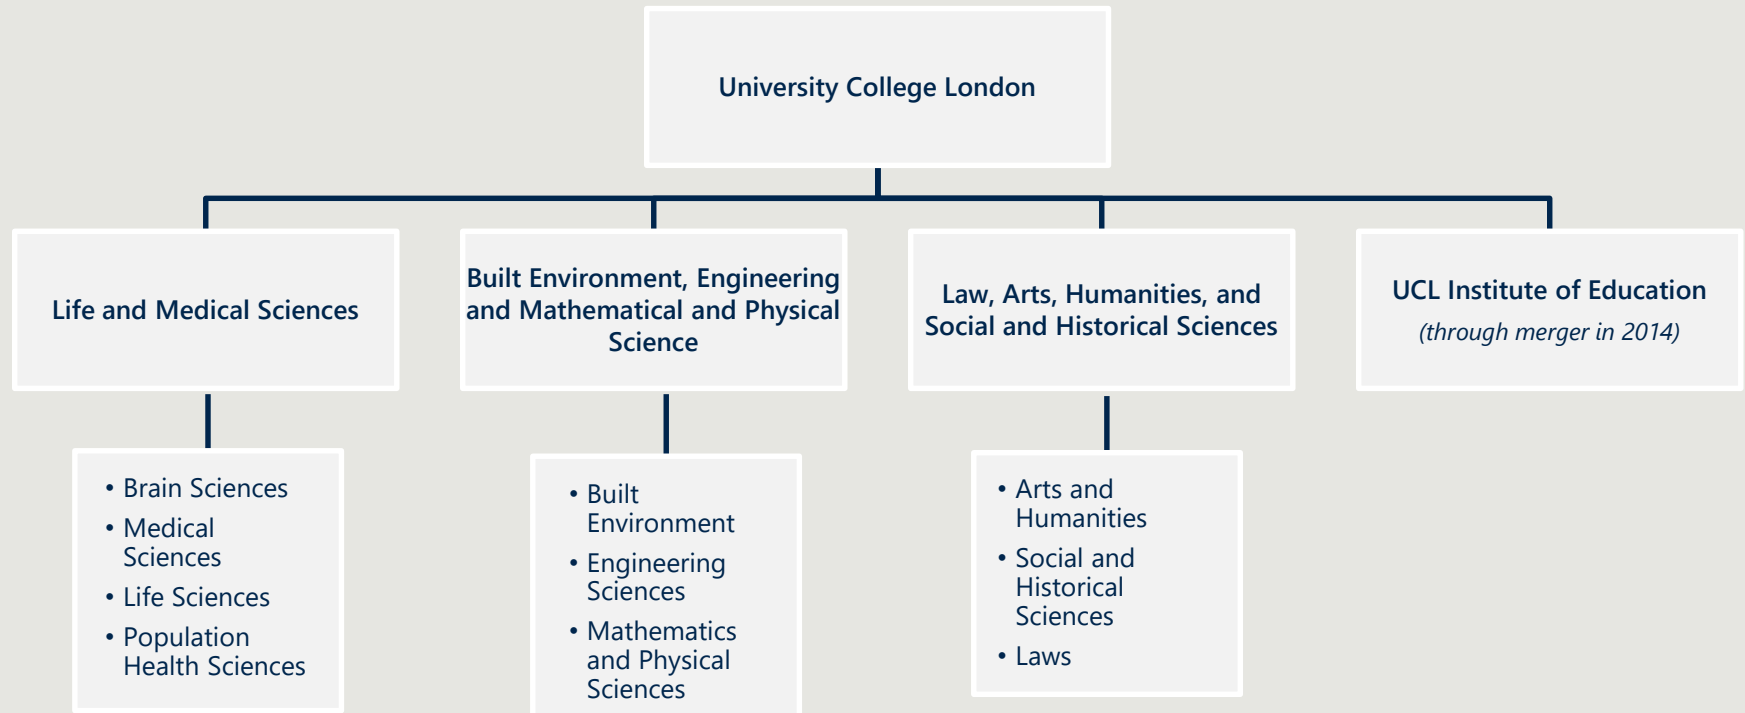 University College London
Life and Medical Sciences
Built Environment, Engineering
and Mathematical and Physical
Science
Law, Arts, Humanities, and
Social and Historical Sciences
UCL Institute of Education
(through merger in 2014)
• Brain Sciences
• Medical
Sciences
• Life Sciences
• Population
Health Sciences
• Built
Environment
• Engineering
Sciences
• Mathematics
and Physical
Sciences
• Arts and
Humanities
• Social and
Historical
Sciences
• Laws